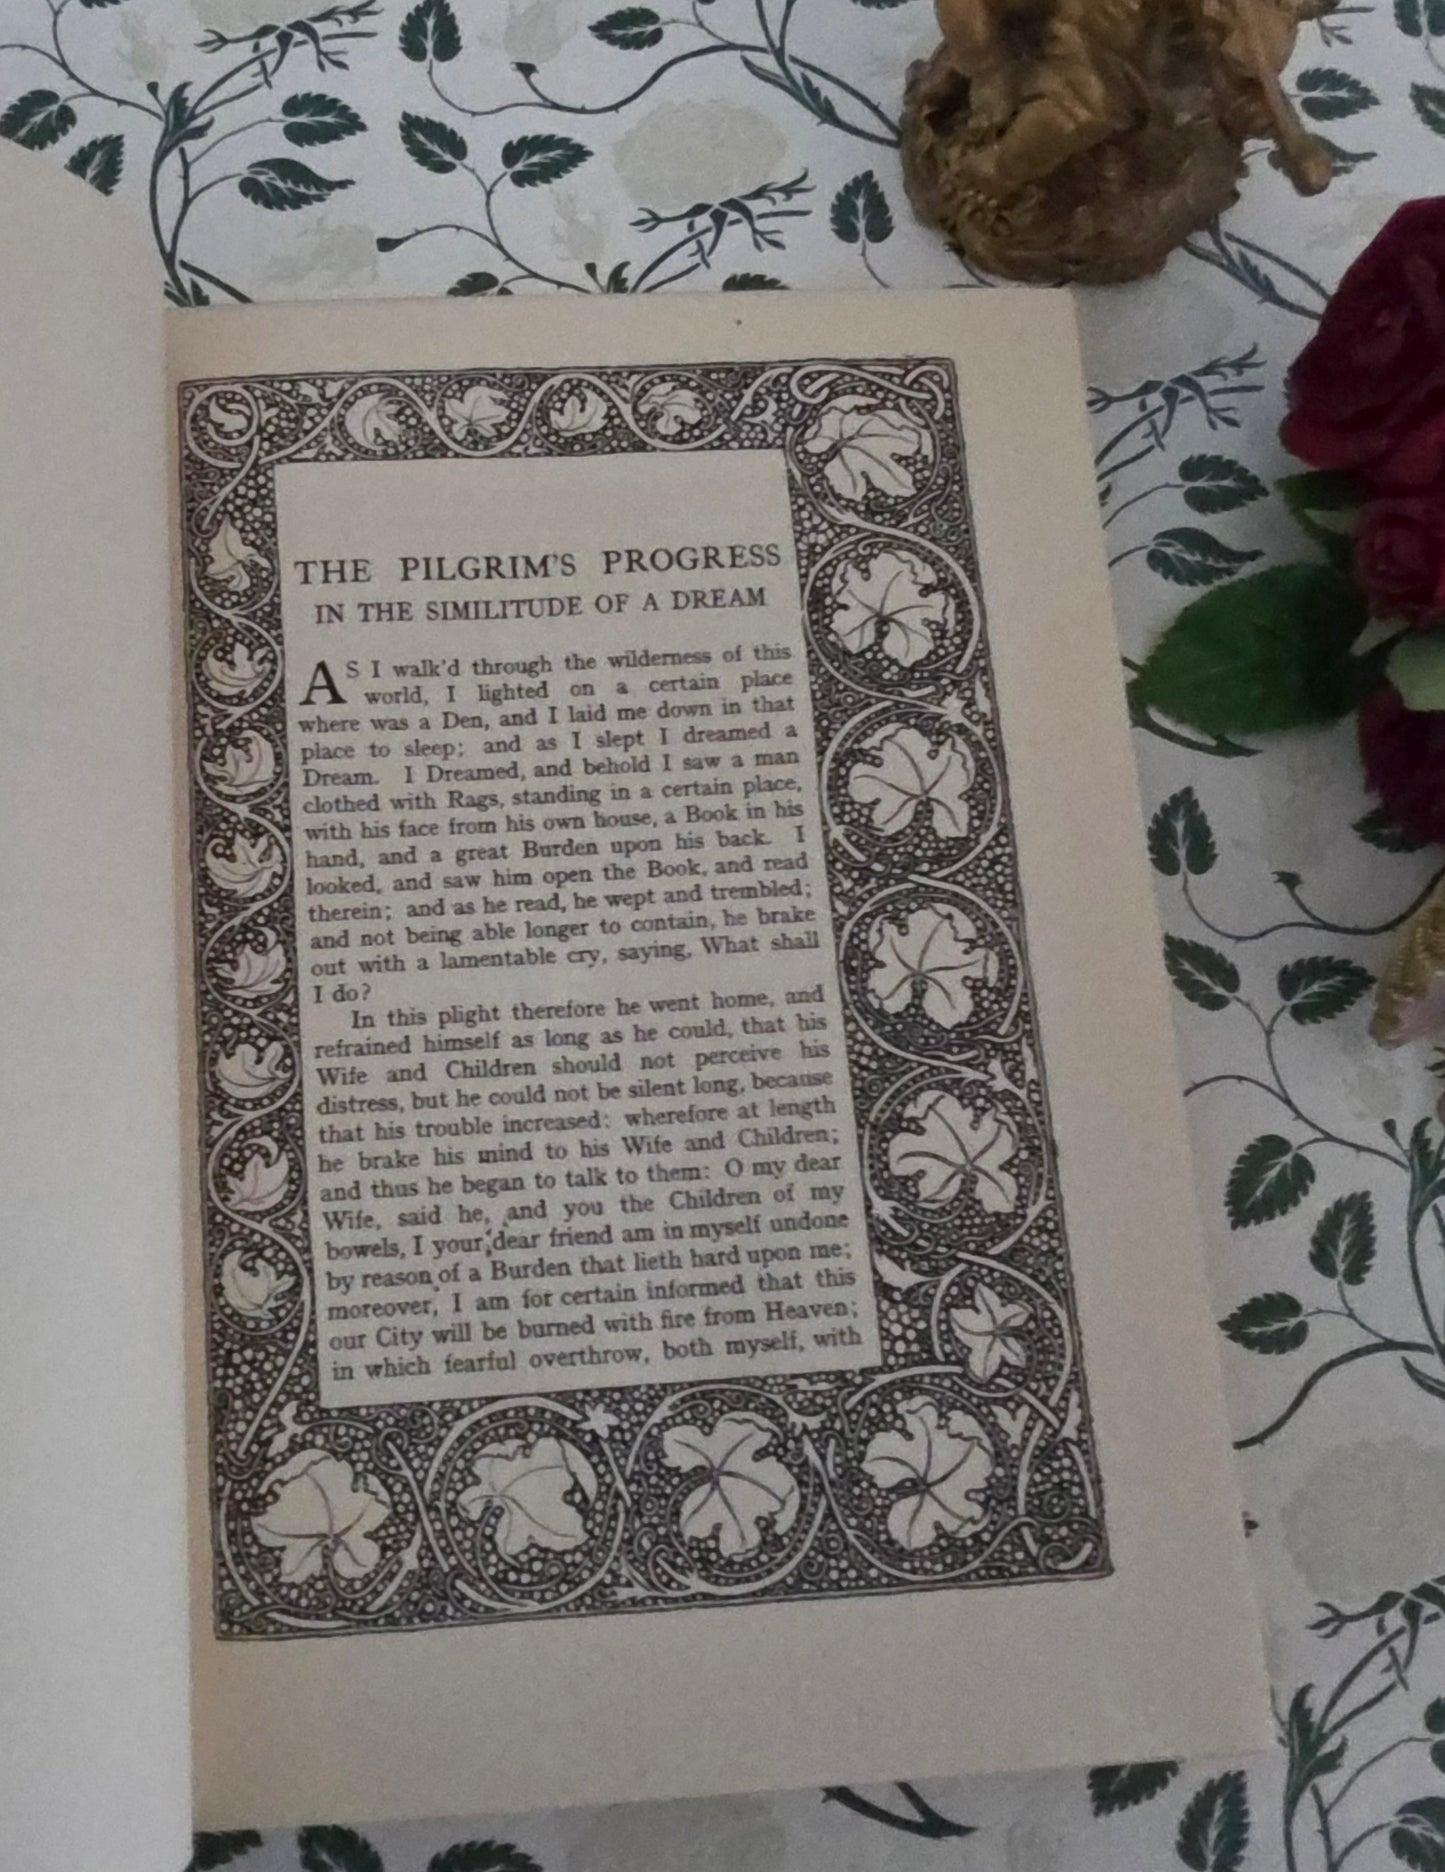 THE PILGRIM'S PROGRESS
IN THE SIMILITUDE OF A DREAM
AS I walk'd through the wilderness of this
world, I lighted on a certain place
where was a Den, and I laid me down in that
place to sleep; and as I slept I dreamed a
Dream. I Dreamed, and behold I saw a man
clothed with Rags, standing in a certain place,
with his face from his own house, a Book in his
hand, and a great Burden upon his back. I
looked, and saw him open the Book, and read
therein; and as he read, he wept and trembled;
and not being able longer to contain, he brake
out with a lamentable cry, saying, What shall
I do?
In this plight therefore he went home, and
refrained himself as long as he could, that his
Wife and Children should not perceive his
distress, but he could not be silent long, because
that his trouble increased: wherefore at length
he brake his mind to his Wife and Children;
and thus he began to talk to them: O my dear
Wife, said he, and you the Children of my
bowels, I your dear friend am in myself undone
by reason of a Burden that lieth hard upon me;
moreover, I am for certain informed that this
our City will be burned with fire from Heaven;
in which fearful overthrow, both myself, with